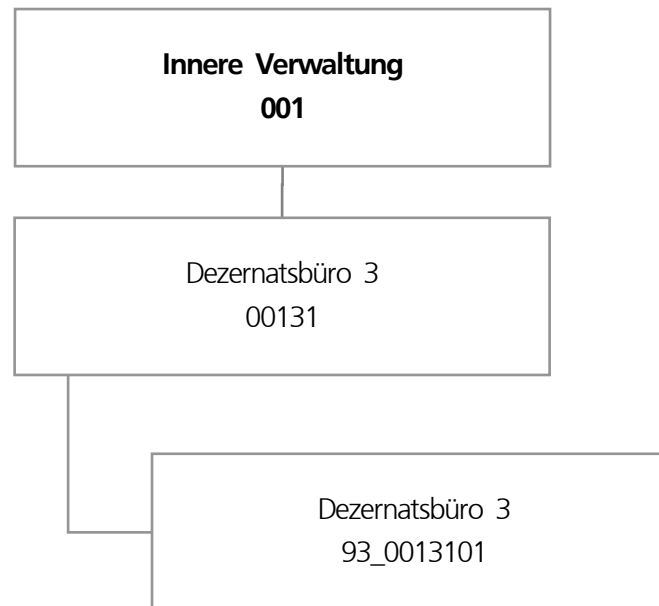 Innere Verwaltung
001
Dezernatsbüro 3
00131
Dezernatsbüro 3
93_0013101